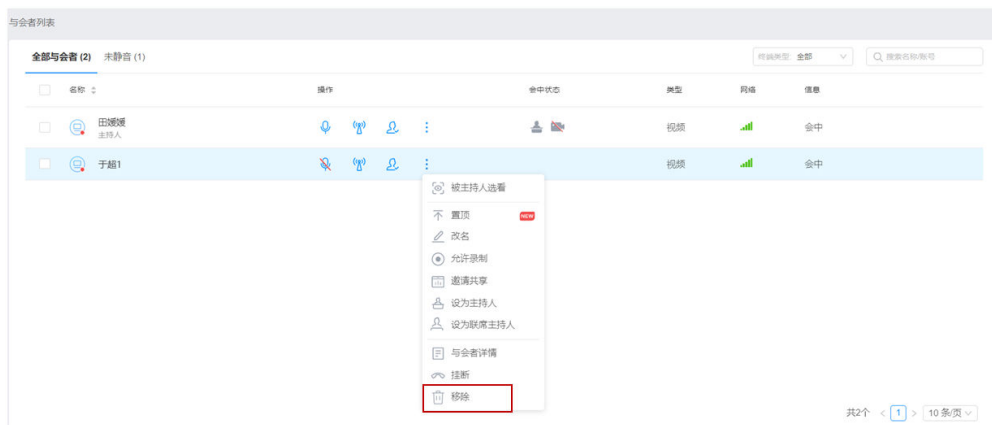 与会者列表
全部与会者 (2) 未静音 (1) 终端类型: 全部 搜索名称/账号
名称 操作 会中状态 类型 网络 信息
田媛媛 视频 会中
主持人
于超1 视频 会中
被主持人选看
置顶 NEW
改名
允许录制
邀请共享
设为主持人
设为联席主持人
与会者详情
挂断
移除
共2个 < 1 > 10 条/页